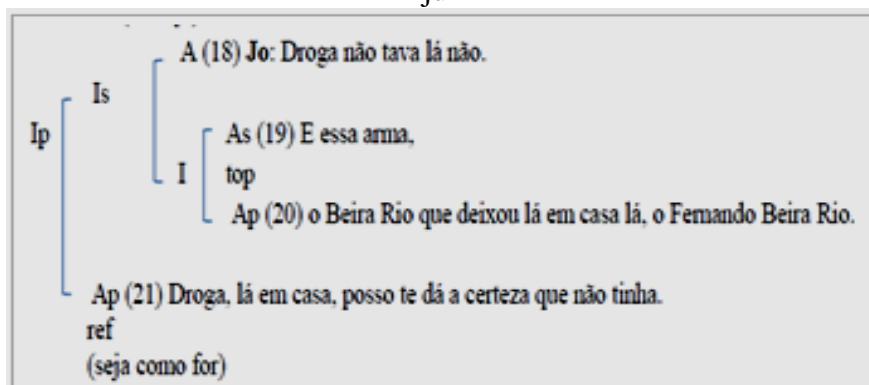 A (18) Jo: Droga não tava lá não.
Is
As (19) E essa arma,
Ip
I top
Ap (20) o Beira Rio que deixou lá em casa lá, o Fernando Beira Rio.
Ap (21) Droga, lá em casa, posso te dá a certeza que não tinha.
ref
(seja como for)